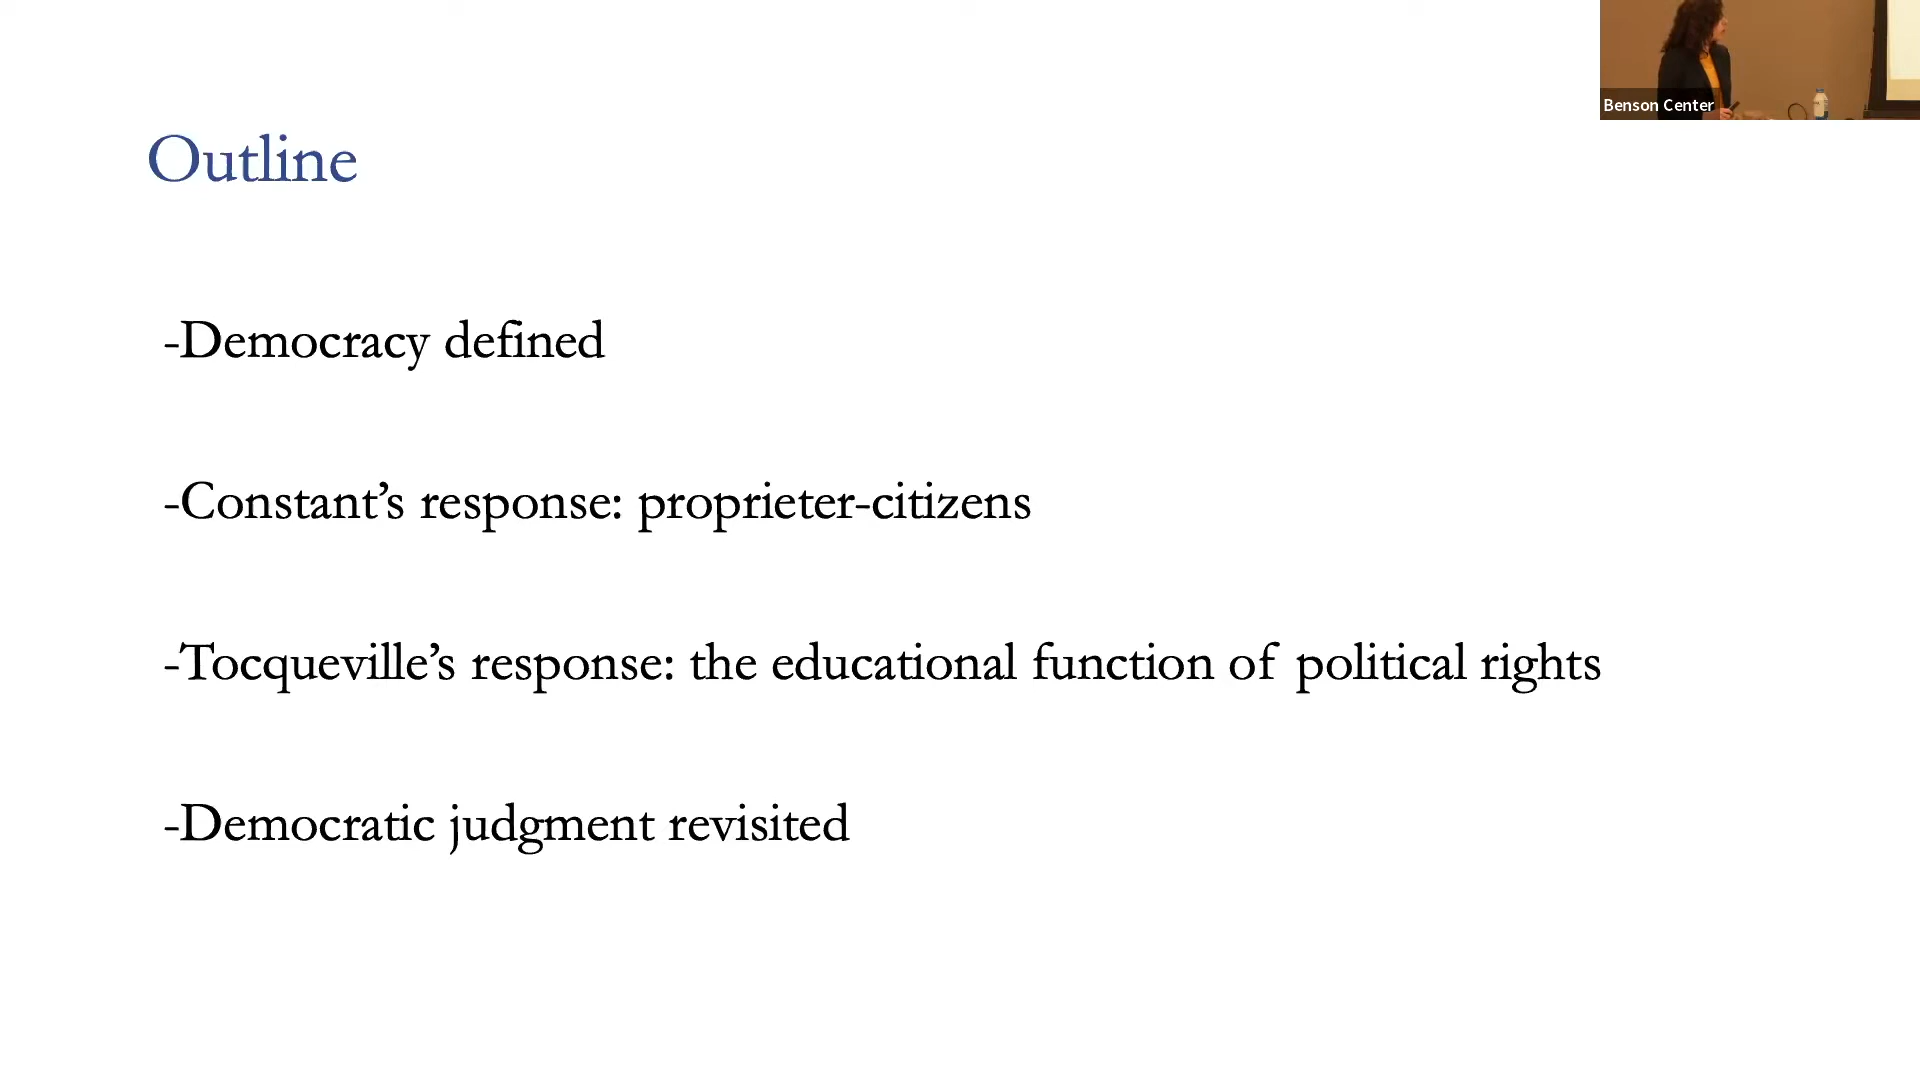 Benson Center
Outline
-Democracy defined
-Constant’s response: proprieter-citizens
-Tocqueville’s response: the educational function of political rights
-Democratic judgment revisited